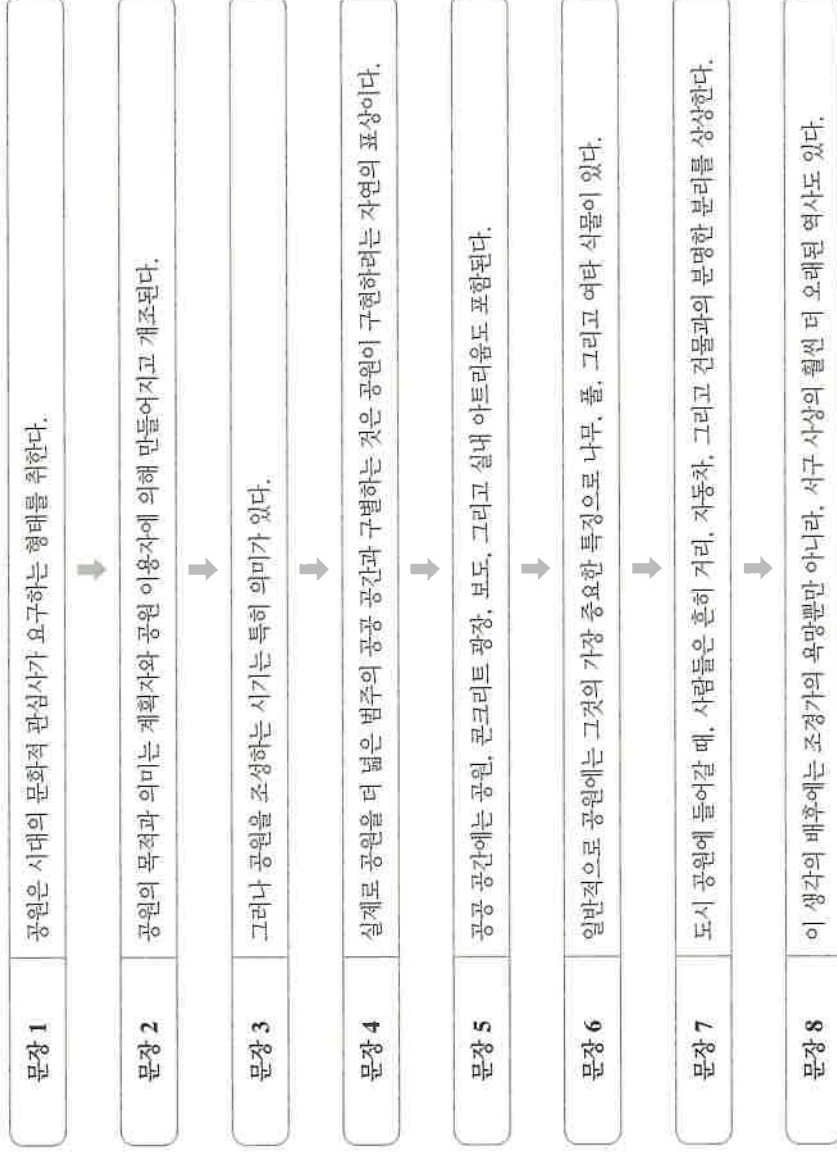 문장 1
공원은 시대의 문화적 관심사가 요구하는 형태를 취한다.
문장 2
공원의 목적과 의미는 계획자와 공원 이용자에 의해 만들어지고 개조된다.
문장 3
그러나 공원을 조성하는 시기는 특히 의미가 있다.
문장 4
실제로 공원을 더 넓은 범주의 공공 공간과 구별하는 것은 공원이 구현하려는 자연의 표상이다.
문장 5
공공 공간에는 공원, 콘크리트 광장, 보도, 그리고 실내 아트리움도 포함된다.
문장 6
일반적으로 공원에는 그것의 가장 중요한 특징으로 나무, 풀, 그리고 여타 식물이 있다.
문장 7
도시 공원에 들어갈 때, 사람들은 흔히 거리, 자동차, 그리고 건물과의 분명한 분리를 상상한다.
문장 8
이 생각의 배후에는 조경가의 욕망뿐만 아니라, 서구 사상의 훨씬 더 오래된 역사도 있다.